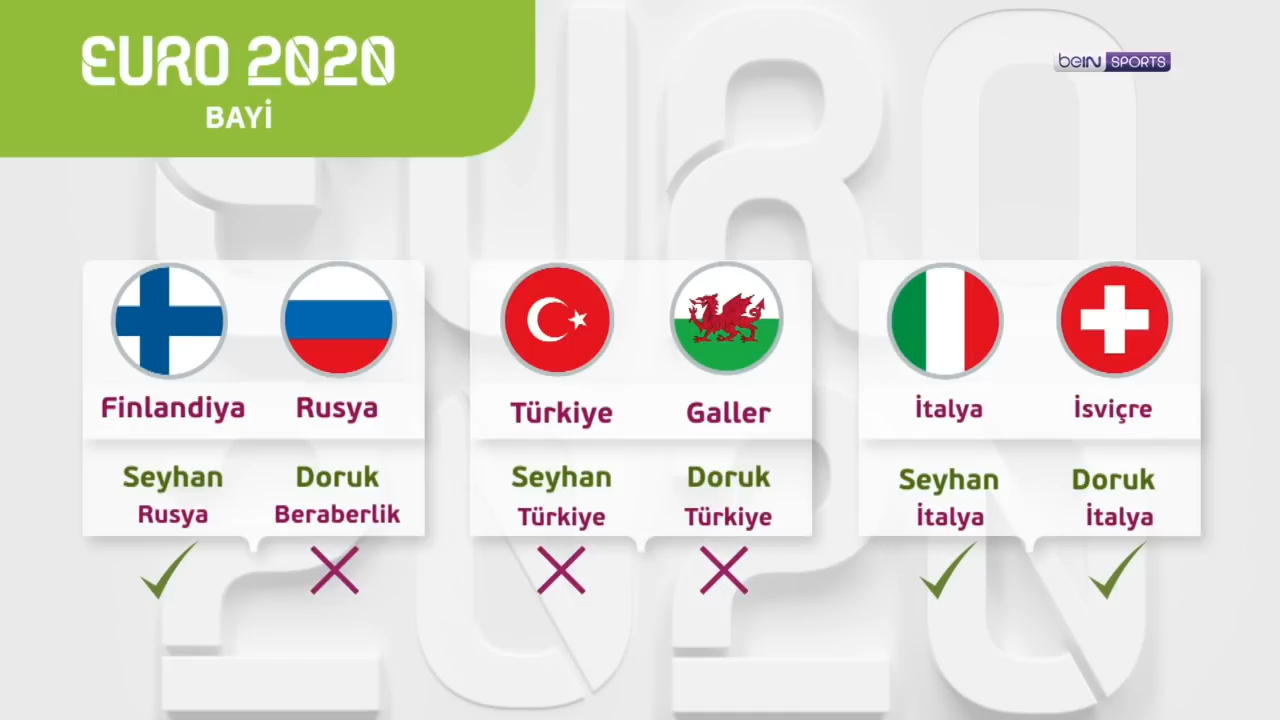 EURO 2020
BAYİ
beIN SPORTS
Finlandiya Rusya
Seyhan Doruk
Rusya Beraberlik
Türkiye Galler
Seyhan Doruk
Türkiye Türkiye
İtalya İsviçre
Seyhan Doruk
İtalya İtalya